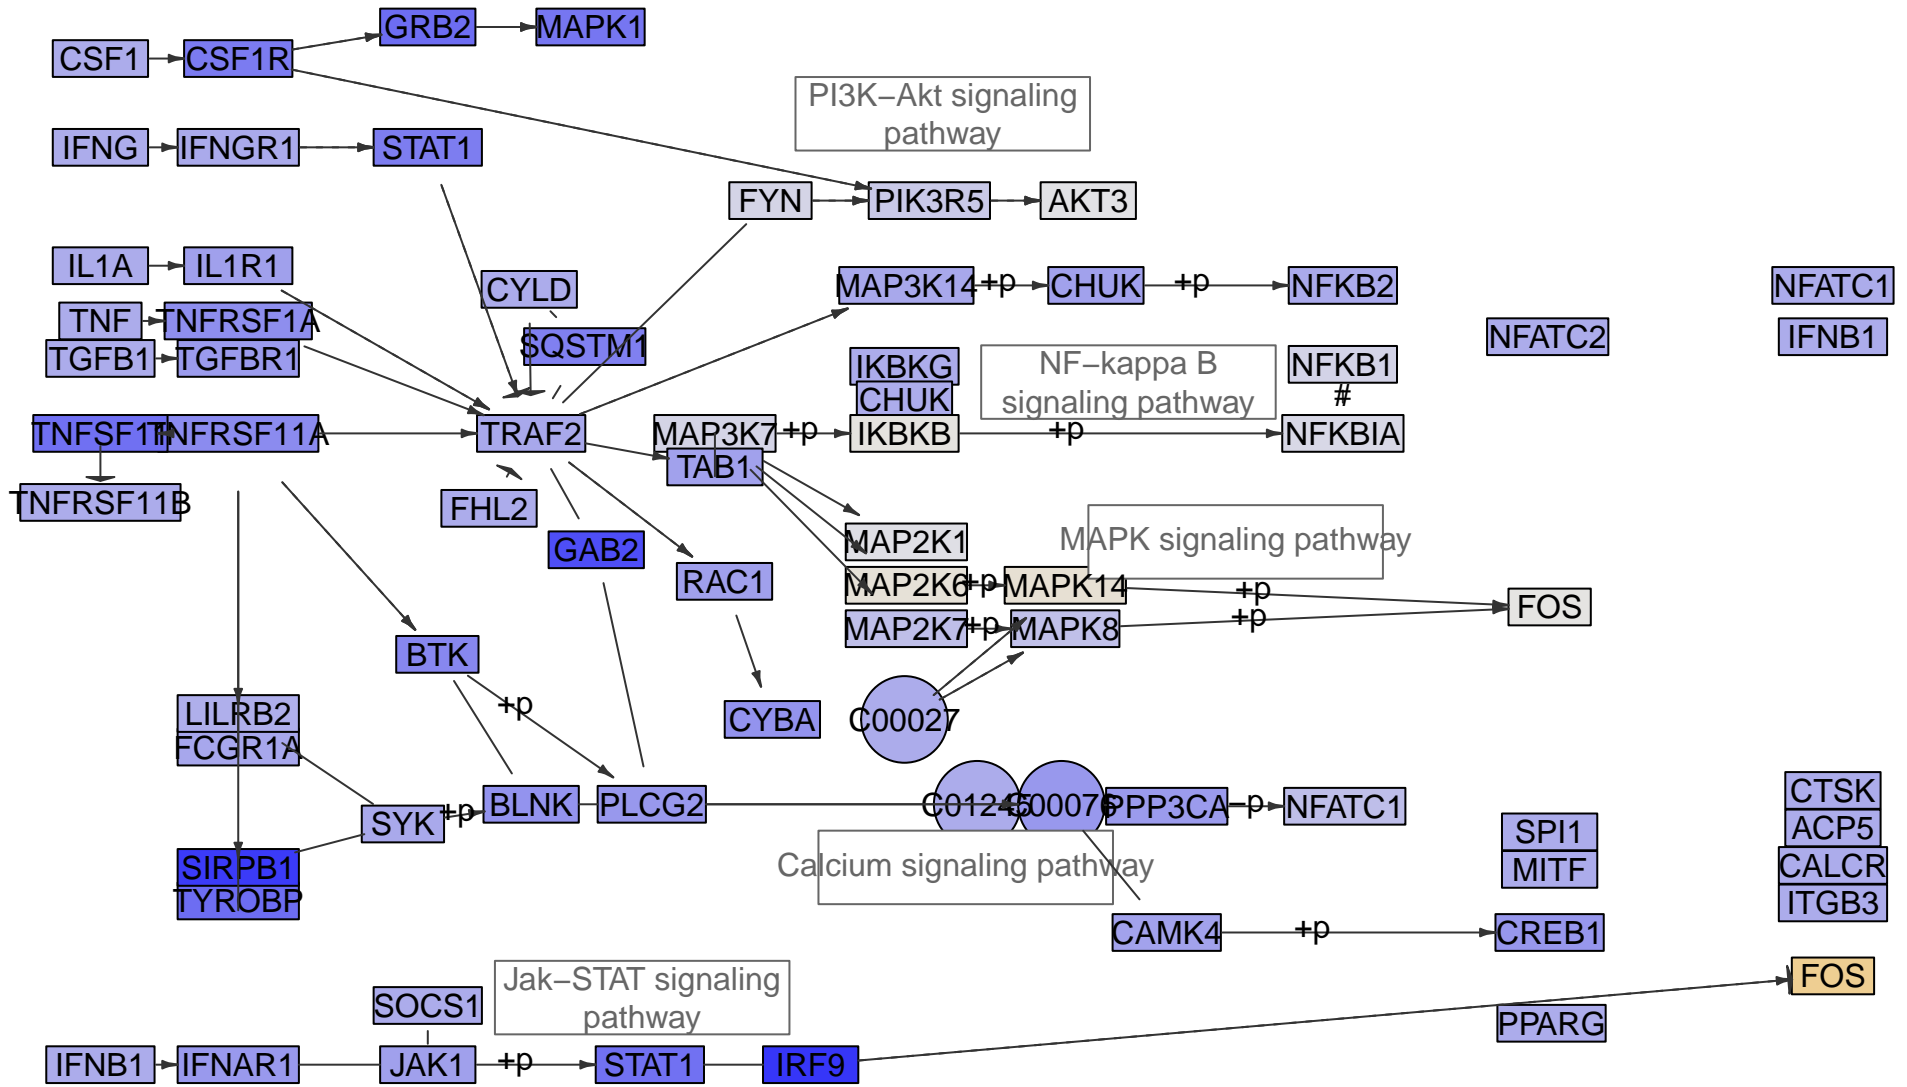 GRB2
MAPK1
CSF1
CSF1R
PI3K−Akt signaling
pathway
IFNG
IFNGR1
STAT1
FYN
PIK3R5
AKT3
IL1A
IL1R1
CYLD
MAP3K14
+p
CHUK
+p
NFKB2
NFATC1
TNF
TNFRSF1A
SQSTM1
NFATC2
IFNB1
TGFB1
TGFBR1
IKBKG
NF−kappa B
signaling pathway
NFKB1
CHUK
#
TNFRSF11A
TRAF2
MAP3K7
+p
IKBKB
+p
NFKBIA
TAB1
TNFRSF11B
FHL2
GAB2
MAP2K1
MAPK signaling pathway
RAC1
MAP2K6
+p
MAPK14
+p
FOS
MAP2K7
+p
MAPK8
+p
BTK
+p
LILRB2
CYBA
C00027
FCGR1A
CTSK
SYK
+p
BLNK
PLCG2
C01245
C00076
PPP3CA
−p
NFATC1
SPI1
ACP5
SIRPB1
Calcium signaling pathway
MITF
CALCR
TYROBP
ITGB3
CAMK4
+p
CREB1
SOCS1
Jak−STAT signaling
pathway
FOS
PPARG
IFNB1
IFNAR1
JAK1
+p
STAT1
IRF9